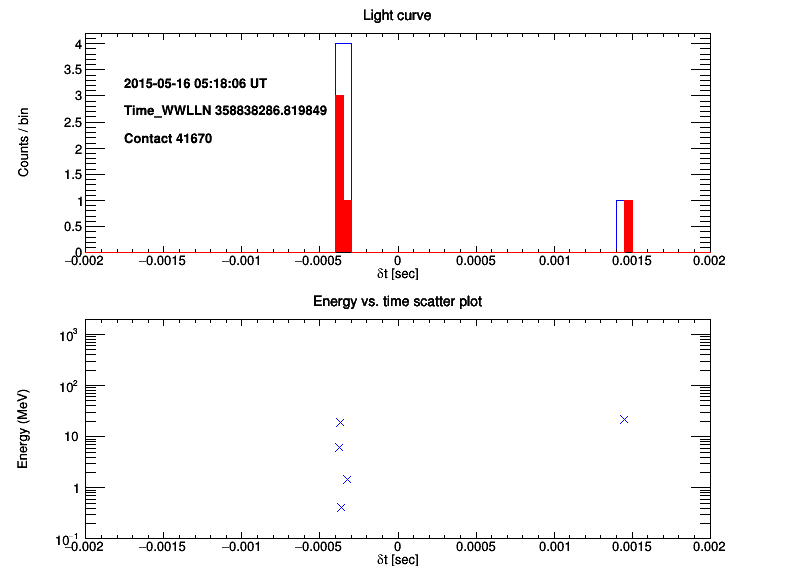 Light curve
Counts / bin
4
3.5
3
2.5
2
1.5
1
0.5
0
2015-05-16 05:18:06 UT
Time_WWLLN 358838286.819849
Contact 41670
−0.002 −0.0015 −0.001 −0.0005 0 0.0005 0.001 0.0015 0.002
δt [sec]
Energy vs. time scatter plot
Energy (MeV)
10³
10²
10
1
10⁻¹
−0.002 −0.0015 −0.001 −0.0005 0 0.0005 0.001 0.0015 0.002
δt [sec]